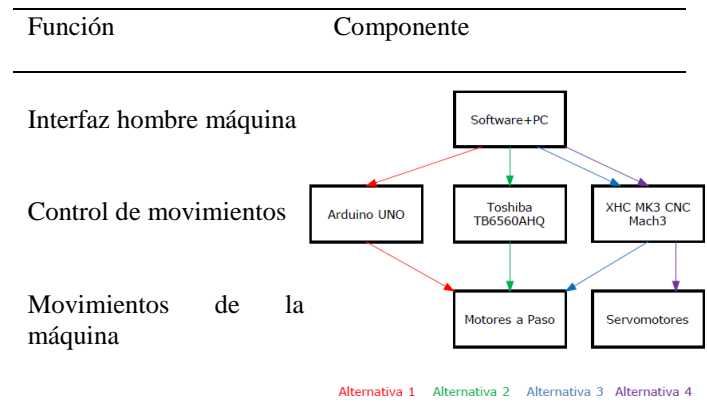 Función Componente
Interfaz hombre máquina
Software+PC
Control de movimientos
Arduino UNO
Toshiba
TB6560AHQ
XHC MK3 CNC
Mach3
Movimientos de la
máquina
Motores a Paso
Servomotores
Alternativa 1 Alternativa 2 Alternativa 3 Alternativa 4